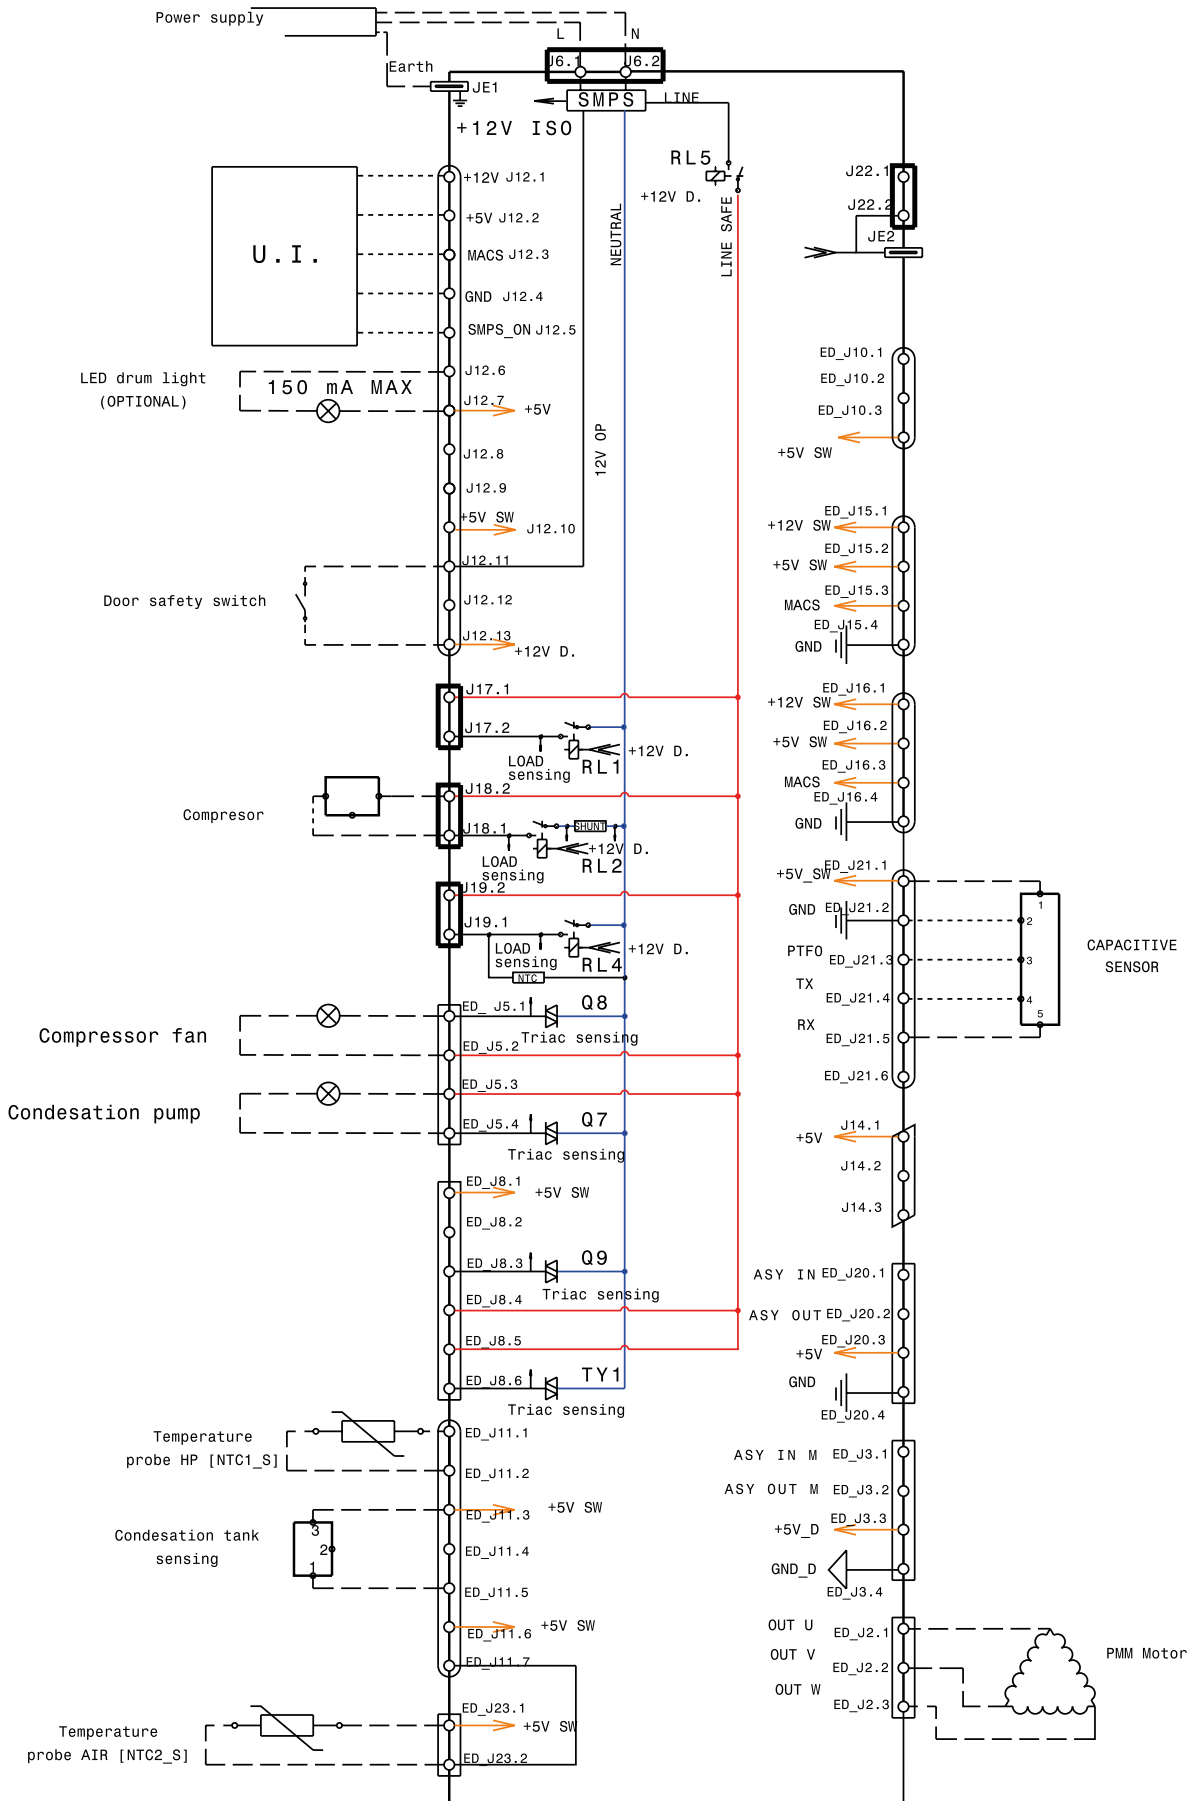 Power supply
L
N
J6.1
J6.2
Earth
JE1
SMPS
LINE
+12V ISO
RL5
+12V D.
LINE SAFE
NEUTRAL
12V OP
U.I.
+12V J12.1
+5V J12.2
MACS J12.3
GND J12.4
SMPS_ON J12.5
J12.6
LED drum light
(OPTIONAL)
150 mA MAX
J12.7
+5V
J12.8
J12.9
+5V SW
J12.10
J12.11
Door safety switch
J12.12
J12.13
+12V D.
J17.1
J17.2
LOAD
sensing
RL1
+12V D.
J18.2
Compresor
J18.1
SHUNT
LOAD
sensing
RL2
+12V D.
J19.2
J19.1
LOAD
sensing
RL4
+12V D.
NTC
ED_ J5.1
Q8
Triac sensing
Compressor fan
ED_J5.2
ED_J5.3
Condesation pump
ED_J5.4
Q7
Triac sensing
ED_J8.1
+5V SW
ED_J8.2
ED_J8.3
Q9
Triac sensing
ED_J8.4
ED_J8.5
ED_J8.6
TY1
Triac sensing
Temperature
probe HP [NTC1_S]
ED_J11.1
ED_J11.2
ED_J11.3
+5V SW
Condesation tank
sensing
3
2
1
ED_J11.4
ED_J11.5
ED_J11.6
+5V SW
ED_J11.7
ED_J23.1
+5V SW
Temperature
probe AIR [NTC2_S]
ED_J23.2
J22.1
J22.2
JE2
ED_J10.1
ED_J10.2
ED_J10.3
+5V SW
ED_J15.1
+12V SW
ED_J15.2
+5V SW
ED_J15.3
MACS
ED_J15.4
GND
ED_J16.1
+12V SW
ED_J16.2
+5V SW
ED_J16.3
MACS
ED_J16.4
GND
ED_J21.1
+5V_SW
GND
ED_J21.2
PTFO
ED_J21.3
TX
ED_J21.4
RX
ED_J21.5
ED_J21.6
1
2
3
4
5
CAPACITIVE
SENSOR
J14.1
+5V
J14.2
J14.3
ASY IN ED_J20.1
ASY OUT ED_J20.2
ED_J20.3
+5V
GND
ED_J20.4
ASY IN M ED_J3.1
ASY OUT M ED_J3.2
ED_J3.3
+5V_D
GND_D
ED_J3.4
OUT U
ED_J2.1
OUT V
ED_J2.2
OUT W
ED_J2.3
PMM Motor